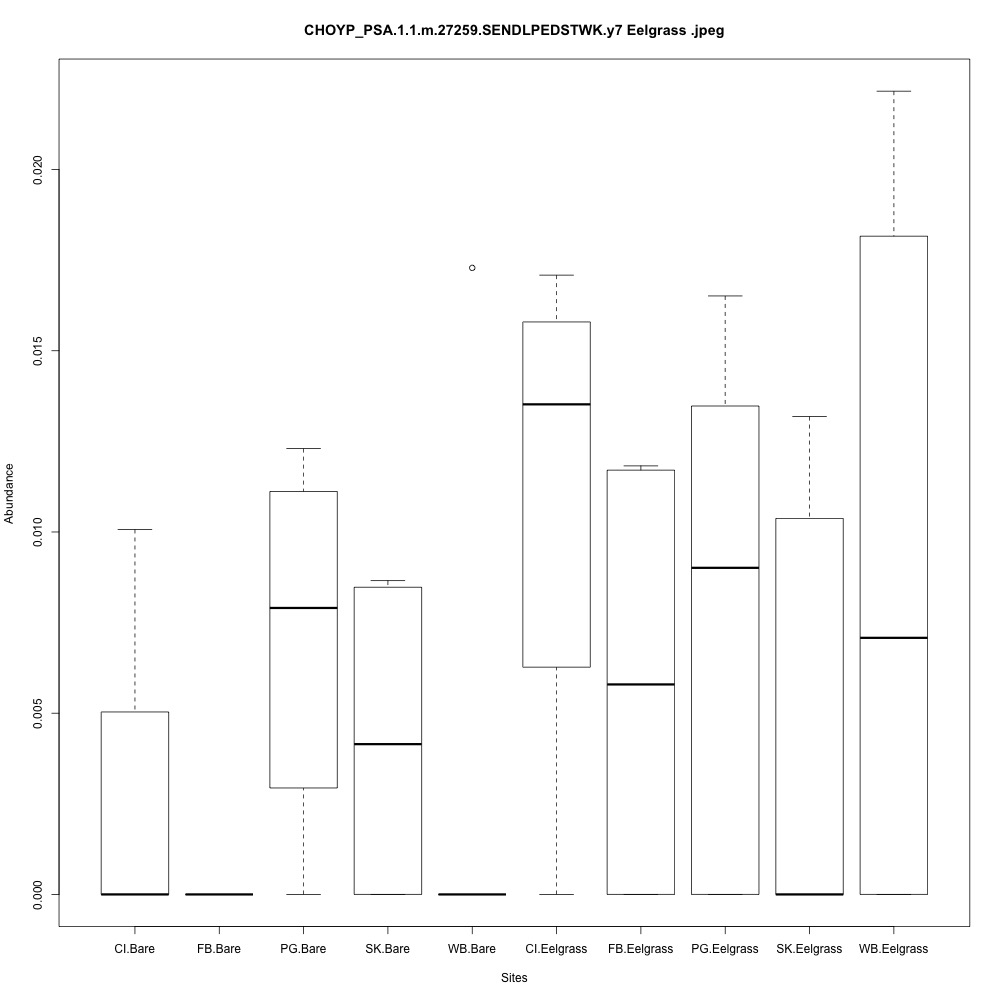 CHOYP_PSA.1.1.m.27259.SENDLPEDSTWK.y7 Eelgrass .jpeg
Abundance
0.020
0.015
0.010
0.005
0.000
CI.Bare FB.Bare PG.Bare SK.Bare WB.Bare CI.Eelgrass FB.Eelgrass PG.Eelgrass SK.Eelgrass WB.Eelgrass
Sites